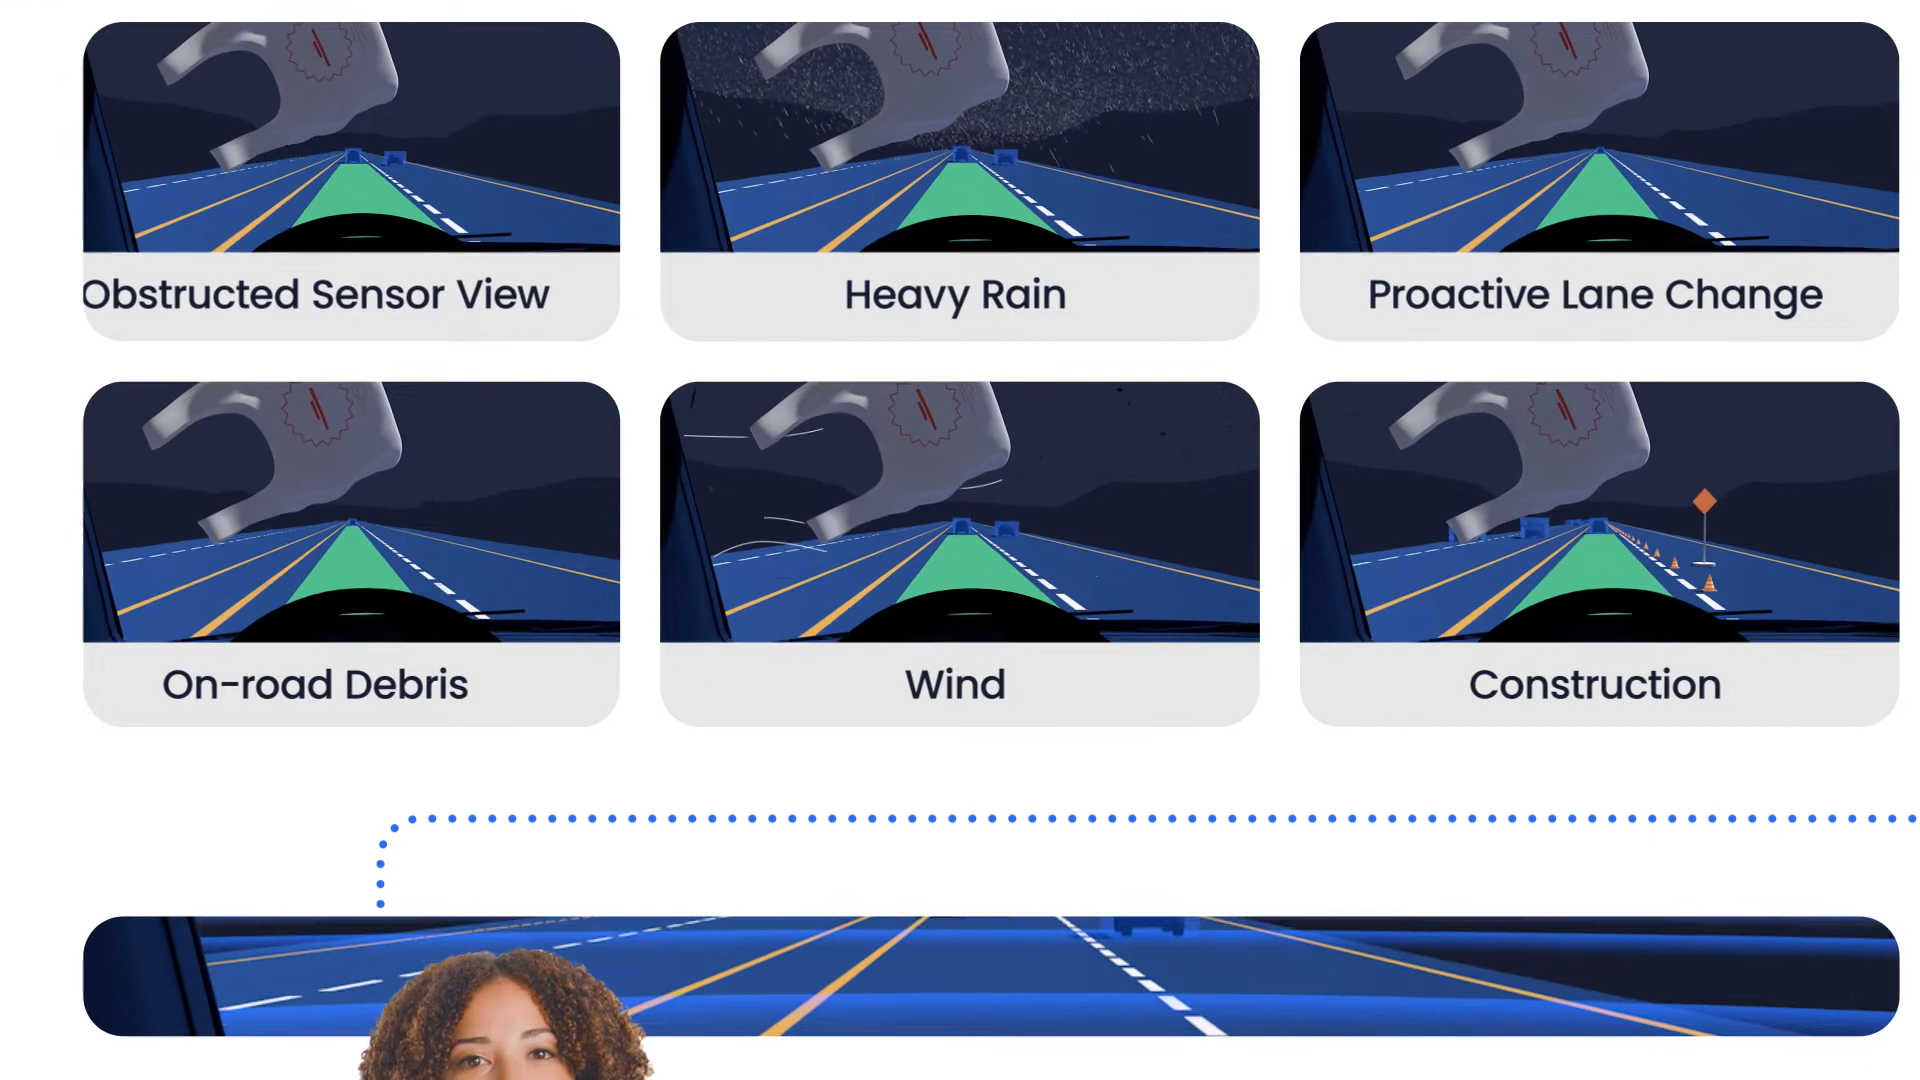 Obstructed Sensor View
Heavy Rain
Proactive Lane Change
On-road Debris
Wind
Construction